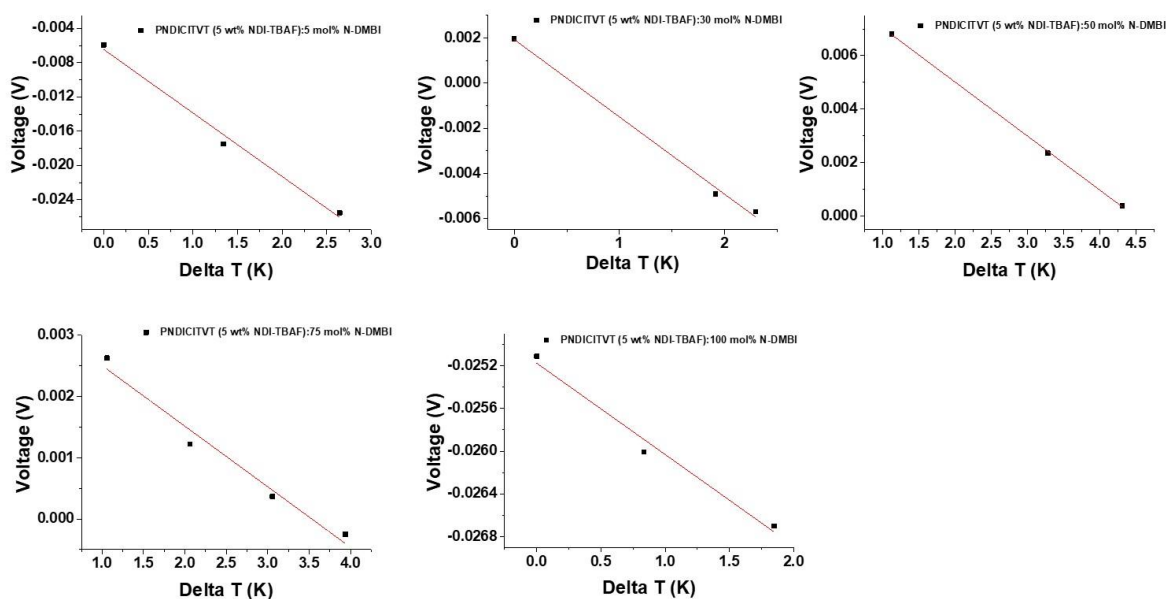 PNDICITVT (5 wt% NDI-TBAF):5 mol% N-DMBI
-0.004
-0.008
-0.012
-0.016
-0.020
-0.024
Voltage (V)
0.0 0.5 1.0 1.5 2.0 2.5 3.0
Delta T (K)
PNDICITVT (5 wt% NDI-TBAF):30 mol% N-DMBI
0.002
0.000
-0.002
-0.004
-0.006
Voltage (V)
0 1 2
Delta T (K)
PNDICITVT (5 wt% NDI-TBAF):50 mol% N-DMBI
0.006
0.004
0.002
0.000
Voltage (V)
1.0 1.5 2.0 2.5 3.0 3.5 4.0 4.5
Delta T (K)
PNDICITVT (5 wt% NDI-TBAF):75 mol% N-DMBI
0.003
0.002
0.001
0.000
Voltage (V)
1.0 1.5 2.0 2.5 3.0 3.5 4.0
Delta T (K)
PNDICITVT (5 wt% NDI-TBAF):100 mol% N-DMBI
-0.0252
-0.0256
-0.0260
-0.0264
-0.0268
Voltage (V)
0.0 0.5 1.0 1.5 2.0
Delta T (K)